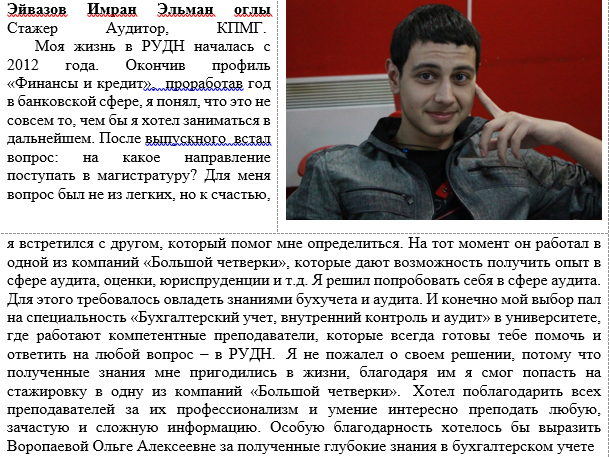 Эйвазов Имран Эльман оглы
Стажер Аудитор, КПМГ.
Моя жизнь в РУДН началась с
2012 года. Окончив профиль
«Финансы и кредит», проработав год
в банковской сфере, я понял, что это не
совсем то, чем бы я хотел заниматься в
дальнейшем. После выпускного встал
вопрос: на какое направление
поступать в магистратуру? Для меня
вопрос был не из легких, но к счастью,
я встретился с другом, который помог мне определиться. На тот момент он работал в
одной из компаний «Большой четверки», которые дают возможность получить опыт в
сфере аудита, оценки, юриспруденции и т.д. Я решил попробовать себя в сфере аудита.
Для этого требовалось овладеть знаниями бухучета и аудита. И конечно мой выбор пал
на специальность «Бухгалтерский учет, внутренний контроль и аудит» в университете,
где работают компетентные преподаватели, которые всегда готовы тебе помочь и
ответить на любой вопрос – в РУДН. Я не пожалел о своем решении, потому что
полученные знания мне пригодились в жизни, благодаря им я смог попасть на
стажировку в одну из компаний «Большой четверки». Хотел поблагодарить всех
преподавателей за их профессионализм и умение интересно преподать любую,
зачастую и сложную информацию. Особую благодарность хотелось бы выразить
Воропаевой Ольге Алексеевне за полученные глубокие знания в бухгалтерском учете